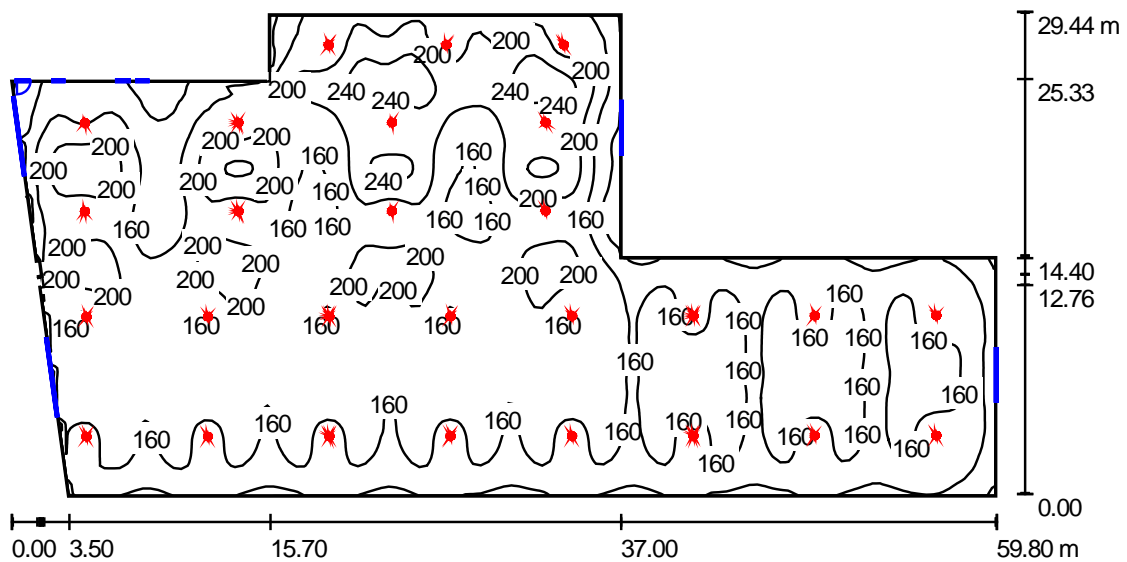 29.44 m
200 200
200
200 240 240 240 240
25.33
200 200 200 200
200 200 160 160
200 200 200 240 160 160 200
160 160 160 160 160 160
200 200 200 200
200 200 200 200 200
200 200 200
14.40
12.76
160 160 160 160 160 160 160 160
160 160 160 160
160 160 160 160
160 160 160 160
160 160 160 160 160 160
160
0.00
0.00 3.50 15.70 37.00 59.80 m